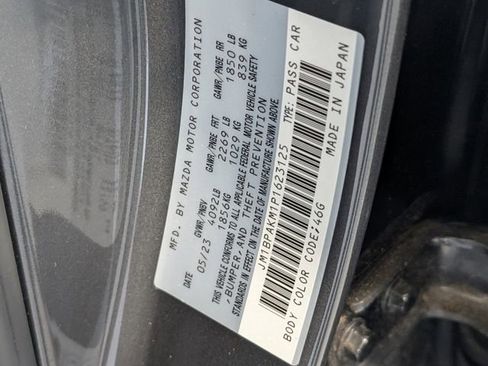 MFD. BY MAZDA MOTOR CORPORATION
DATE GVWR/PNBV GAWR/PNBE FRT GAWR/PNBE RR
05/23 4092LB 2269 LB 1850 LB
1856KG 1029 KG 839 KG
THIS VEHICLE CONFORMS TO ALL APPLICABLE FEDERAL MOTOR VEHICLE SAFETY
, BUMPER, AND THEFT PREVENTION
STANDARDS IN EFFECT ON THE DATE OF MANUFACTURE SHOWN ABOVE
JM1BPAKM1P1623125 TYPE: PASS CAR
BODY COLOR CODE:46G MADE IN JAPAN